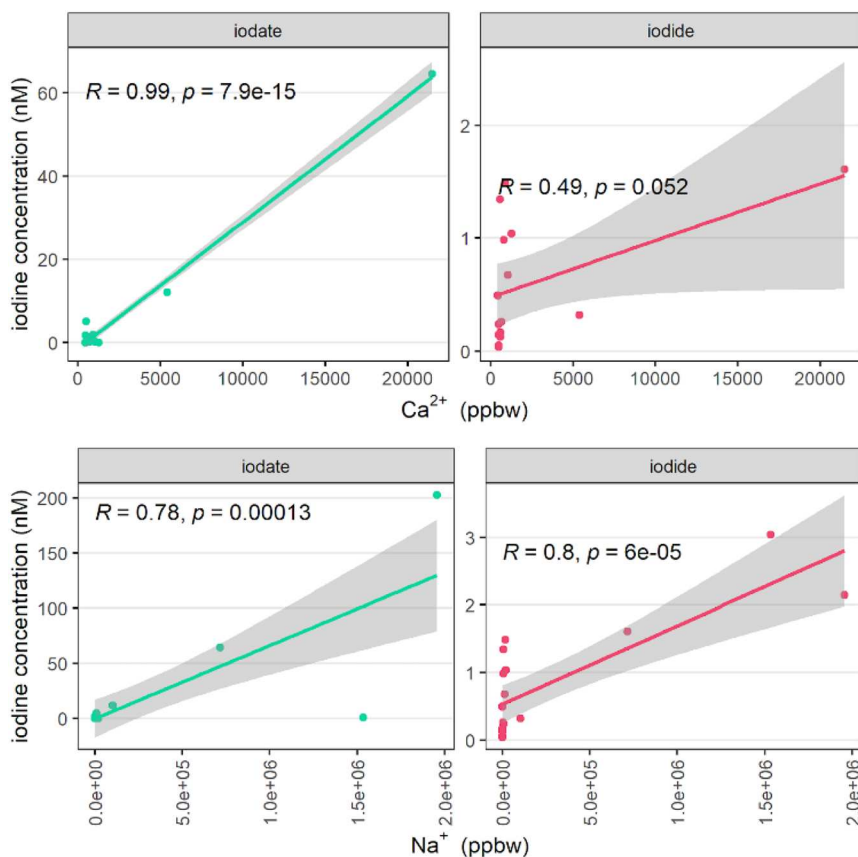 iodate
iodide
iodine concentration (nM)
60
40
20
0
R = 0.99, p = 7.9e-15
2
1
0
R = 0.49, p = 0.052
0 5000 10000 15000 20000
0 5000 10000 15000 20000
Ca²⁺ (ppbw)
iodate
iodide
iodine concentration (nM)
200
150
100
50
0
R = 0.78, p = 0.00013
3
2
1
0
R = 0.8, p = 6e-05
0.0e+00 5.0e+05 1.0e+06 1.5e+06 2.0e+06
0.0e+00 5.0e+05 1.0e+06 1.5e+06 2.0e+06
Na⁺ (ppbw)